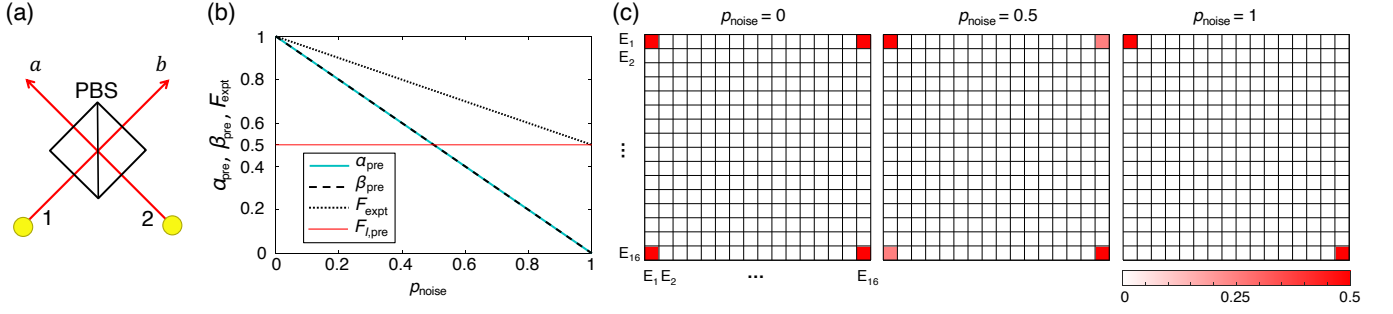 (a)
a
b
PBS
1
2
(b)
α_pre, β_pre, F_expt
1
0.8
0.6
0.5
0.4
0.2
0
α_pre
β_pre
F_expt
F_I,pre
0 0.2 0.4 0.6 0.8 1
p_noise
(c)
p_noise = 0 p_noise = 0.5 p_noise = 1
E_1
E_2
...
E_16
E_1 E_2 ... E_16
0 0.25 0.5